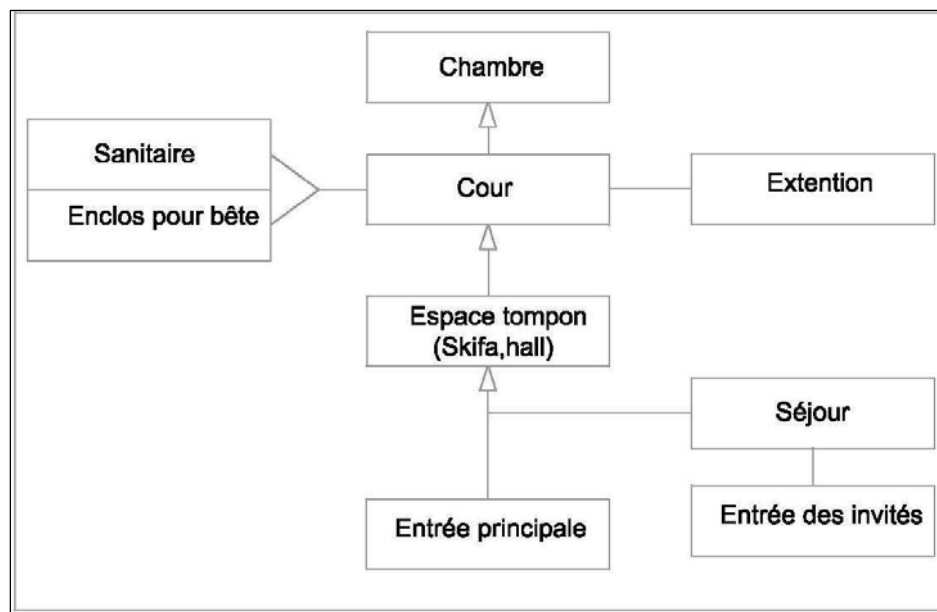 Chambre
Sanitaire
Enclos pour bête
Cour
Extention
Espace tompon
(Skifa,hall)
Séjour
Entrée principale
Entrée des invités